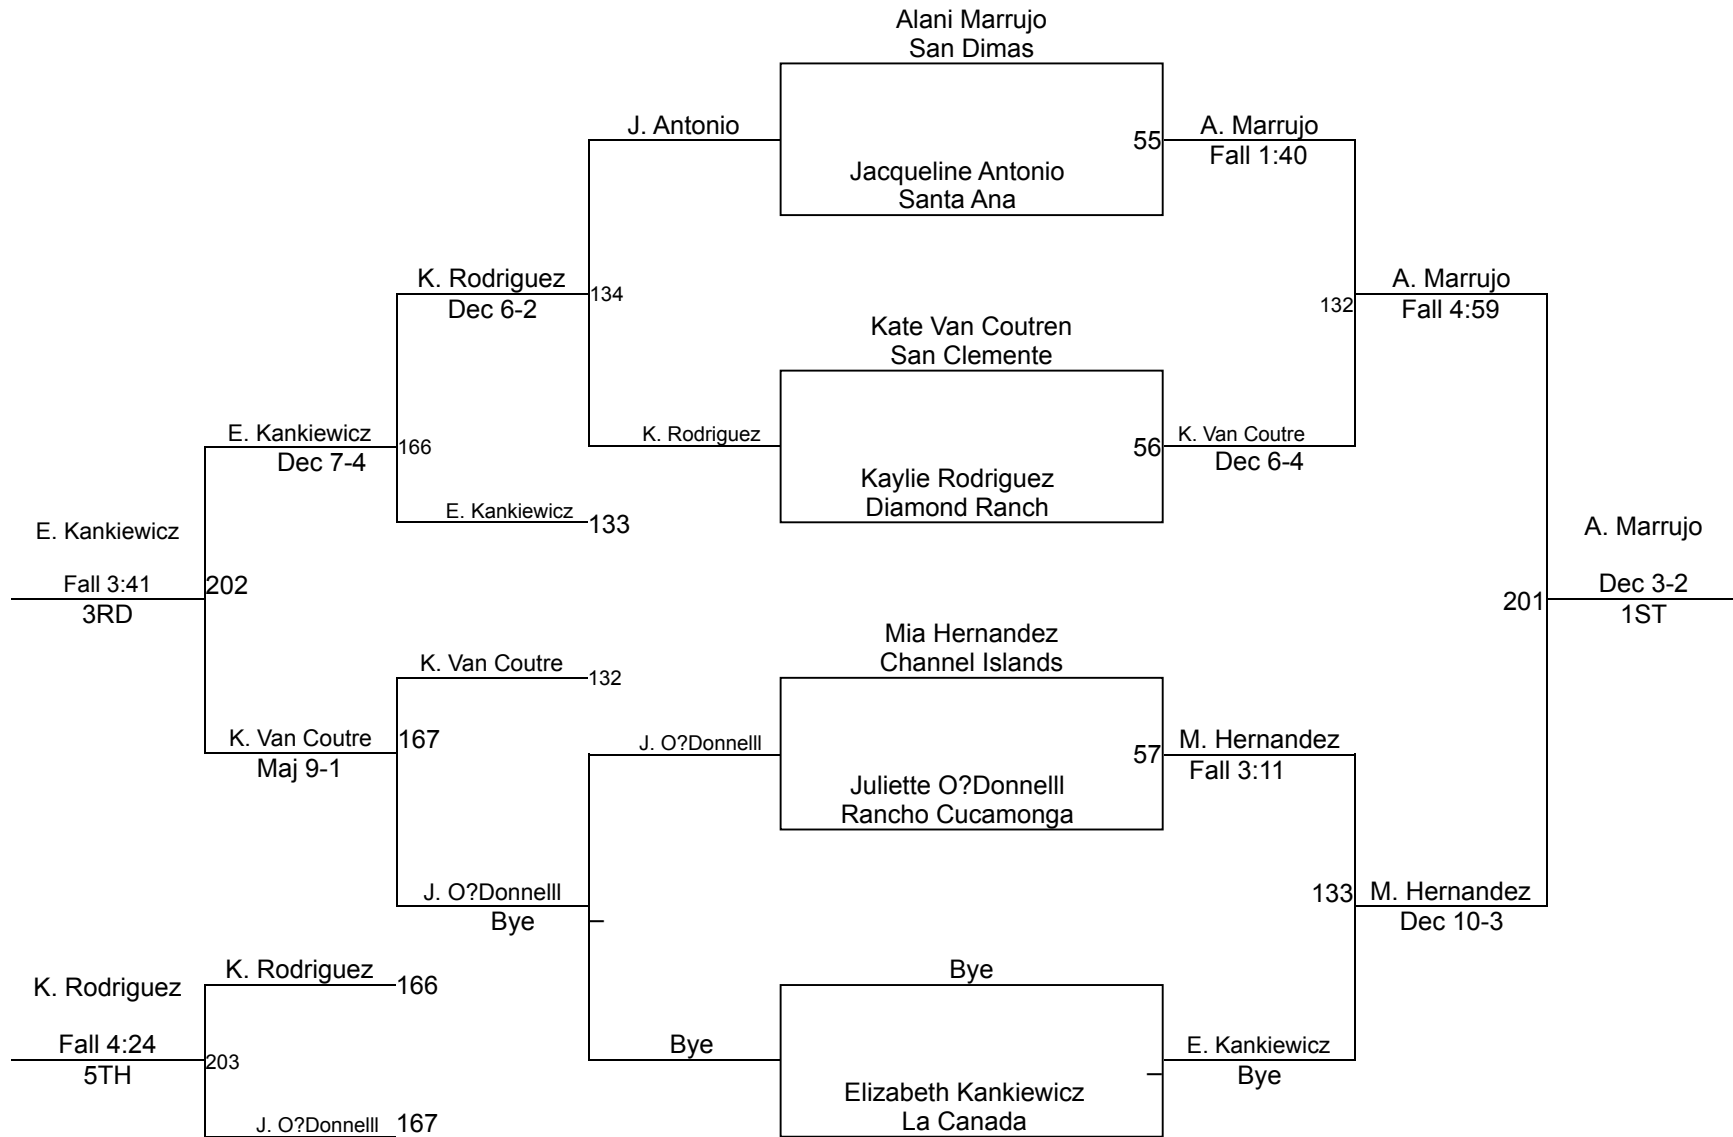 Alani Marrujo
San Dimas
J. Antonio
55
A. Marrujo
Fall 1:40
Jacqueline Antonio
Santa Ana
K. Rodriguez
Dec 6-2
134
A. Marrujo
Fall 4:59
132
Kate Van Coutren
San Clemente
E. Kankiewicz
Dec 7-4
166
K. Rodriguez
56
K. Van Coutre
Dec 6-4
Kaylie Rodriguez
Diamond Ranch
E. Kankiewicz
133
E. Kankiewicz
Fall 3:41
3RD
202
A. Marrujo
Dec 3-2
1ST
201
Mia Hernandez
Channel Islands
K. Van Coutre
132
K. Van Coutre
Maj 9-1
167
J. O?Donnelll
57
M. Hernandez
Fall 3:11
Juliette O?Donnelll
Rancho Cucamonga
J. O?Donnelll
Bye
133
M. Hernandez
Dec 10-3
K. Rodriguez
Fall 4:24
5TH
K. Rodriguez
166
203
J. O?Donnelll
167
Bye
Bye
E. Kankiewicz
Bye
Elizabeth Kankiewicz
La Canada